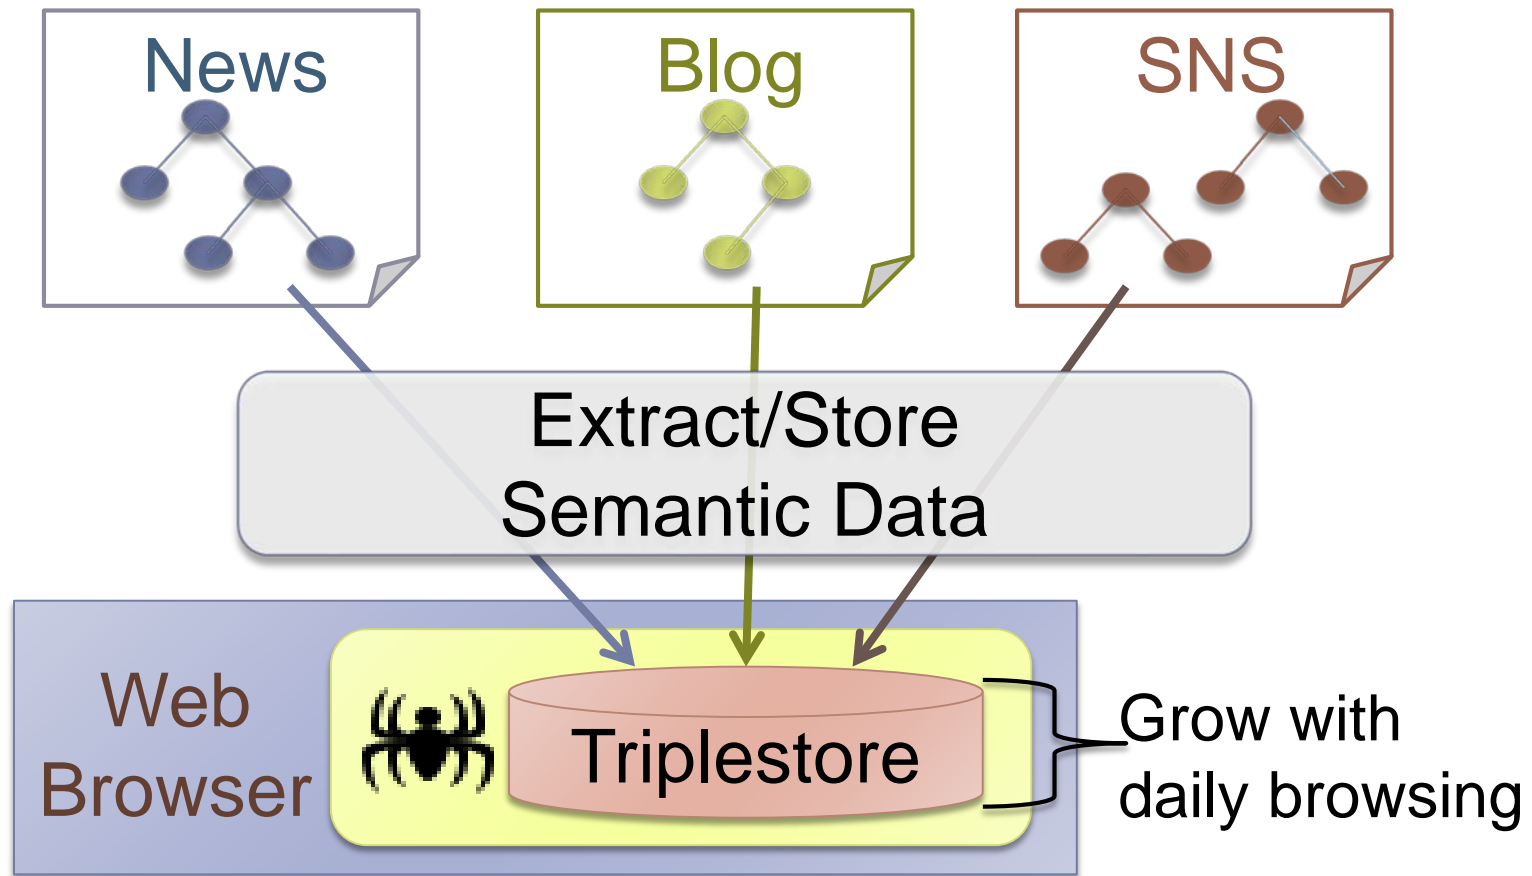 News
Blog
SNS
Extract/Store
Semantic Data
Web
Browser
Triplestore
Grow with
daily browsing